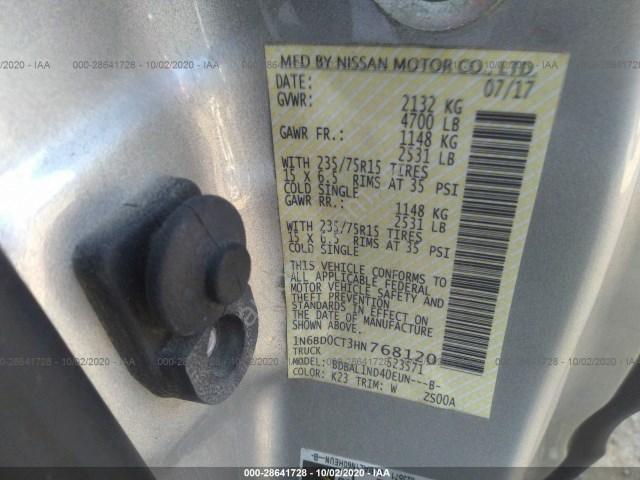 000-28641728 - 10/02/2020 - IAA
MFD BY NISSAN MOTOR CO., LTD.
DATE: 07/17
GVWR: 2132 KG
4700 LB
GAWR FR.: 1148 KG
2531 LB
WITH 235/75R15 TIRES
15 X 6.5 RIMS AT 35 PSI
COLD SINGLE
GAWR RR.: 1148 KG
2531 LB
WITH 235/75R15 TIRES
15 X 6.5 RIMS AT 35 PSI
COLD SINGLE
THIS VEHICLE CONFORMS TO
ALL APPLICABLE FEDERAL
MOTOR VEHICLE SAFETY AND
THEFT PREVENTION
STANDARDS IN EFFECT ON
THE DATE OF MANUFACTURE
SHOWN ABOVE.
1N6BD0CT3HN768120
TRUCK 523571
MODEL: BDBAL1ND40EUN---B-
COLOR: K23 TRIM: W 2S00A
000-28641728 - 10/02/2020 - IAA